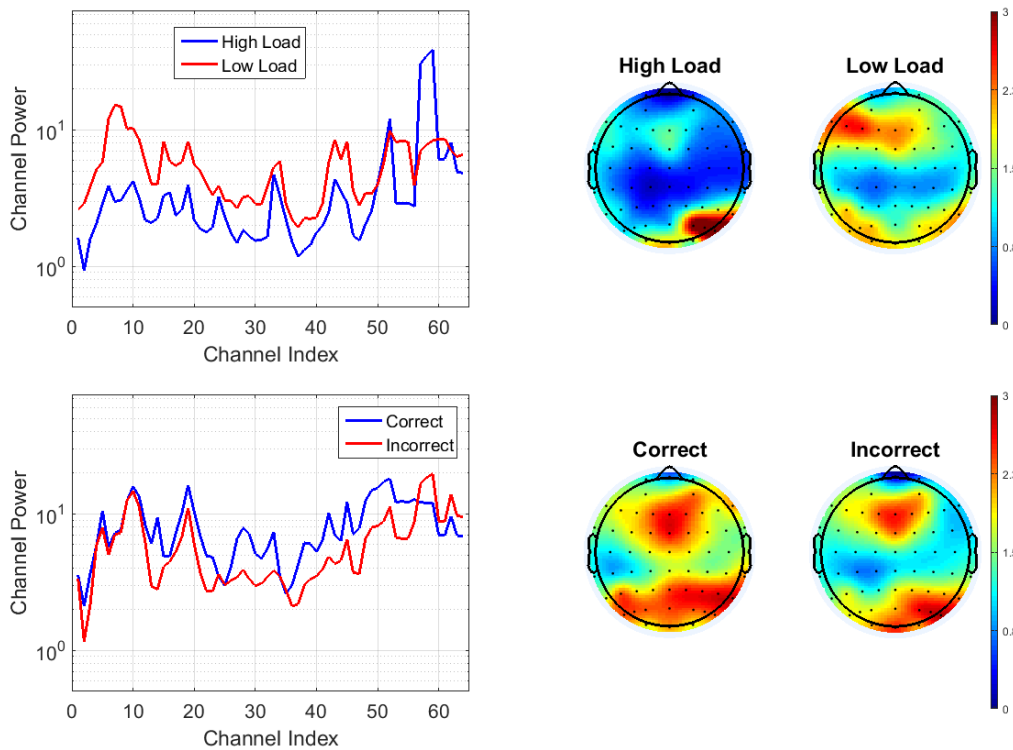 High Load
Low Load
Channel Power
10^1
10^0
0 10 20 30 40 50 60
Channel Index
High Load Low Load
3
1.5
0
Correct
Incorrect
Channel Power
10^1
10^0
0 10 20 30 40 50 60
Channel Index
Correct Incorrect
3
0